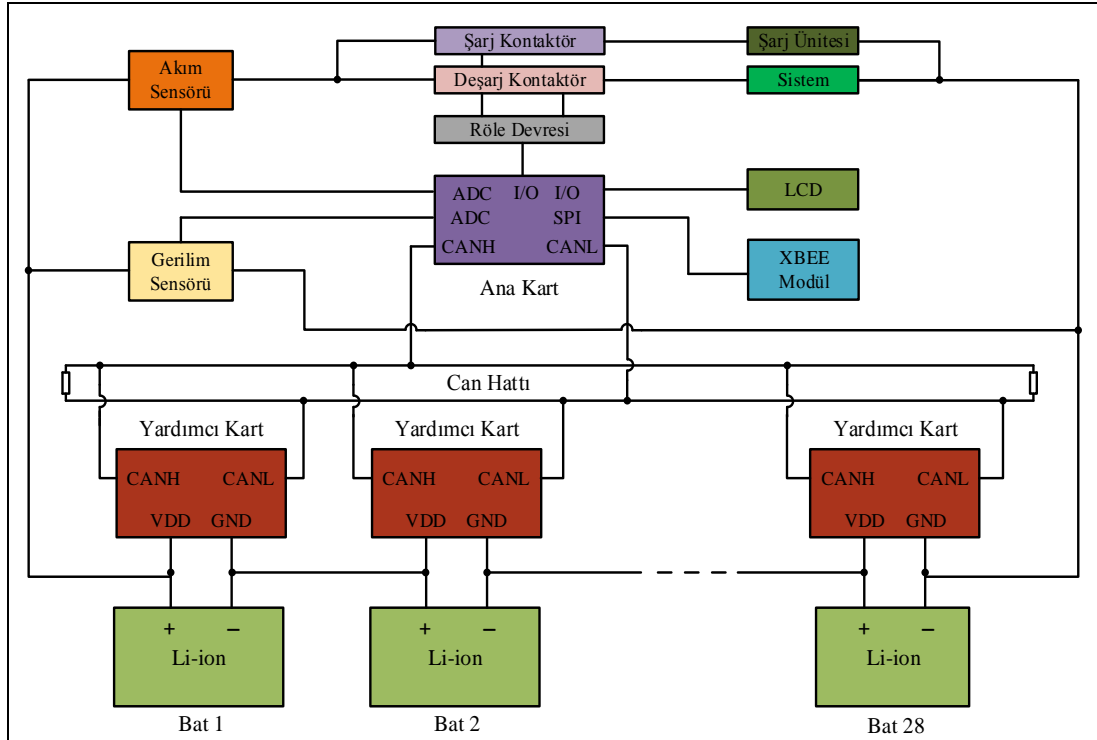 Şarj Kontaktör
Şarj Ünitesi
Akım
Sensörü
Deşarj Kontaktör
Sistem
Röle Devresi
ADC I/O I/O
LCD
ADC SPI
CANH CANL
Gerilim
Sensörü
XBEE
Modül
Ana Kart
Can Hattı
Yardımcı Kart
Yardımcı Kart
Yardımcı Kart
CANH CANL
VDD GND
CANH CANL
VDD GND
CANH CANL
VDD GND
+ −
Li-ion
+ −
Li-ion
+ −
Li-ion
Bat 1
Bat 2
Bat 28